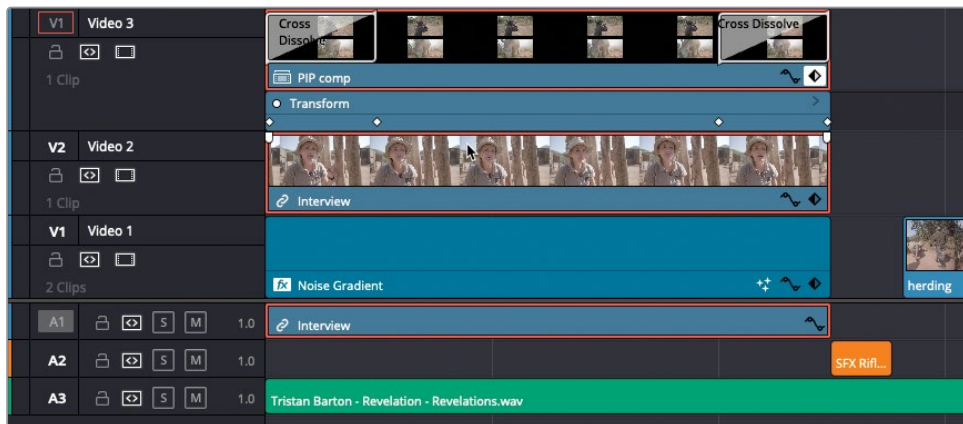 V1 Video 3
Cross Dissolve
Cross Dissolve
1 Clip
PIP comp
Transform
V2 Video 2
1 Clip
Interview
V1 Video 1
2 Clips
fx Noise Gradient
herding
A1 S M 1.0 Interview
A2 S M 1.0 SFX Rifl...
A3 S M 1.0 Tristan Barton - Revelation - Revelations.wav